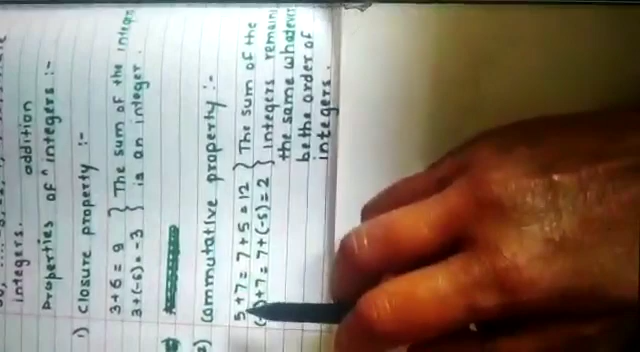 integers.
addition
Properties of ^ integers :-
1) Closure property :-
3+6 = 9 } The sum of the integers
3+(-6)= -3 } is an integer.
2) Commutative property :-
5+7 = 7+5 = 12 } The sum of the
)+7 = 7+(-5) = 2 } integers remains
the same whatever
be the order of
integers.